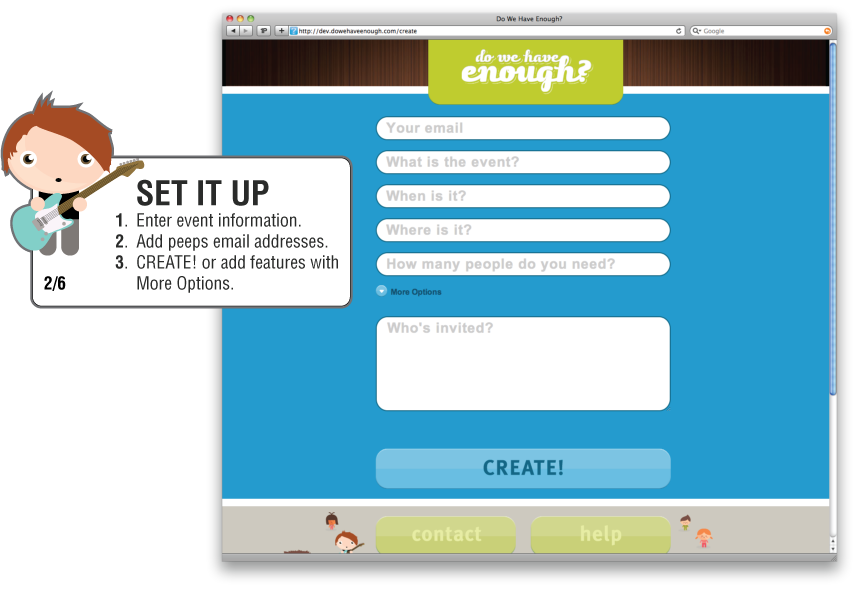 Do We Have Enough?
http://dev.dowehaveenough.com/create
Google
do we have
enough?
Your email
What is the event?
When is it?
Where is it?
How many people do you need?
More Options
Who's invited?
CREATE!
contact
help
SET IT UP
1. Enter event information.
2. Add peeps email addresses.
3. CREATE! or add features with
More Options.
2/6